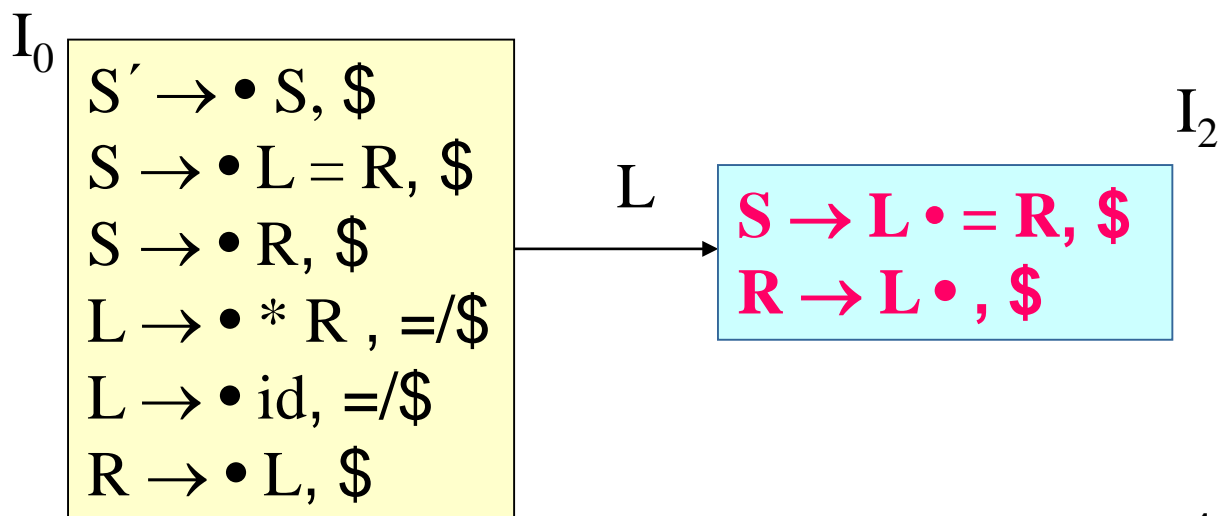 I₀
S´ → • S, $
S → • L = R, $
S → • R, $
L → • * R , =/$
L → • id, =/$
R → • L, $
L
I₂
S → L • = R, $
R → L • , $